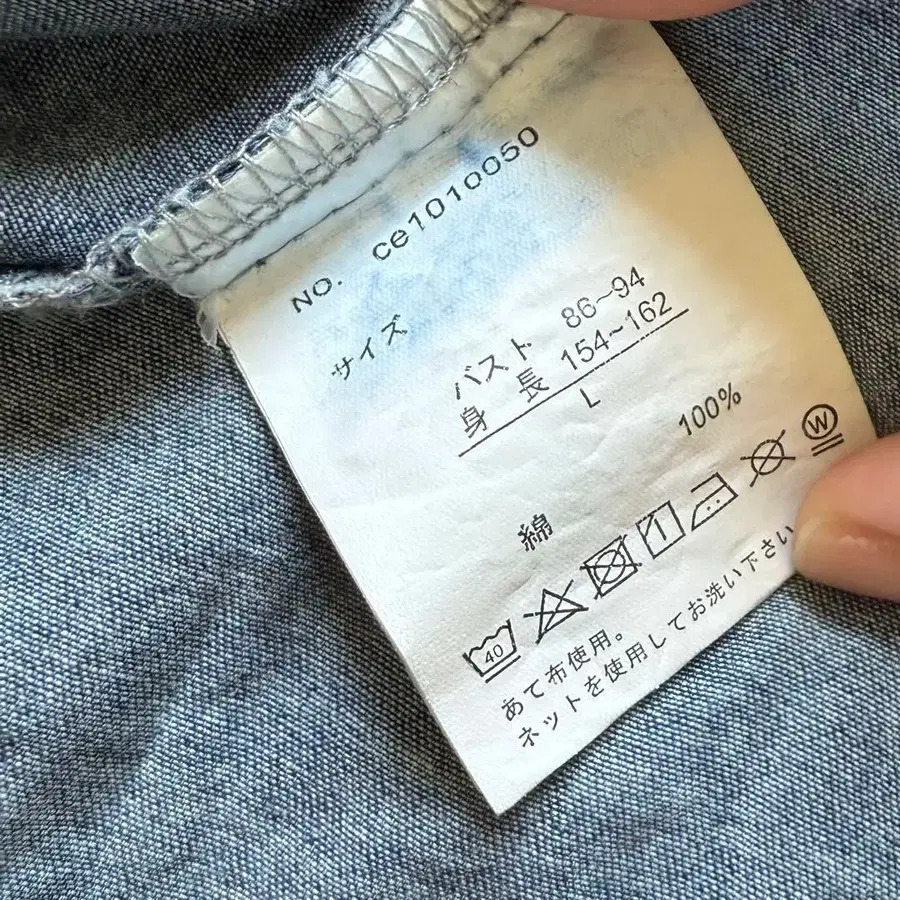 NO. ce1010050
サイズ
バスト 86~94
身長 154~162
L
綿 100%
40 W
あて布使用。
ネットを使用してお洗い下さい